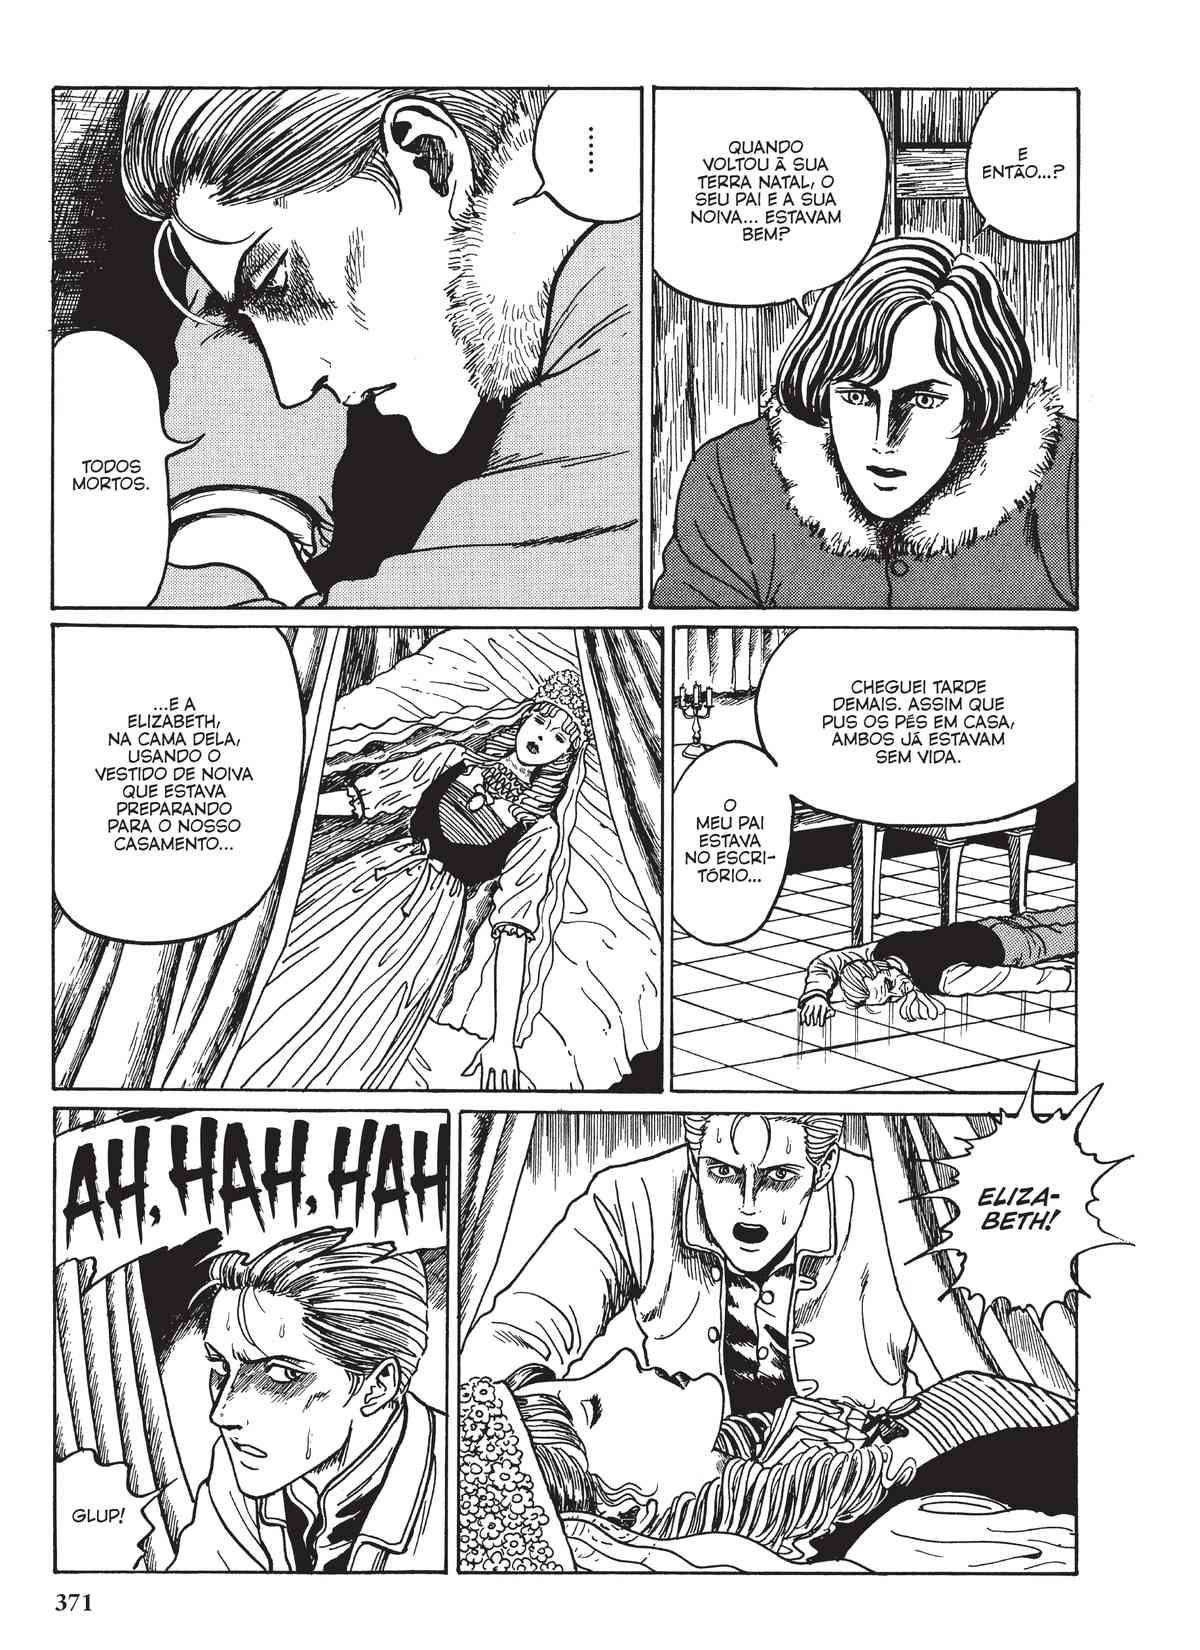 E
ENTÃO...?
QUANDO
VOLTOU À SUA
TERRA NATAL, O
SEU PAI E A SUA
NOIVA... ESTAVAM
BEM?
......
TODOS
MORTOS.
CHEGUEI TARDE
DEMAIS. ASSIM QUE
PUS OS PÉS EM CASA,
AMBOS JÁ ESTAVAM
SEM VIDA.
O
MEU PAI
ESTAVA
NO ESCRI-
TÓRIO...
...E A
ELIZABETH,
NA CAMA DELA,
USANDO O
VESTIDO DE NOIVA
QUE ESTAVA
PREPARANDO
PARA O NOSSO
CASAMENTO...
ELIZA-
BETH!
AH, HAH, HAH
GLUP!
371